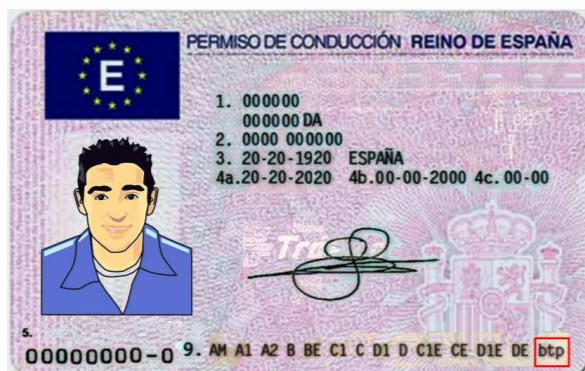 E
PERMISO DE CONDUCCIÓN REINO DE ESPAÑA
1. 000000
000000 DA
2. 0000 000000
3. 20-20-1920 ESPAÑA
4a.20-20-2020 4b.00-00-2000 4c.00-00
5.
00000000-0
9. AM A1 A2 B BE C1 C D1 D C1E CE D1E DE btp